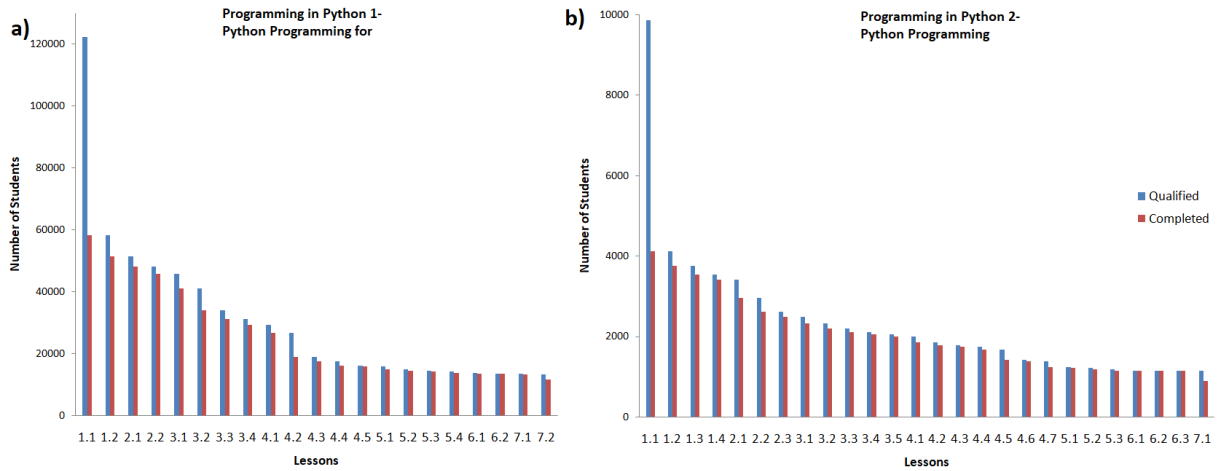 a)
Programming in Python 1-
Python Programming for
120000
100000
80000
60000
40000
20000
0
Number of Students
1.1 1.2 2.1 2.2 3.1 3.2 3.3 3.4 4.1 4.2 4.3 4.4 4.5 5.1 5.2 5.3 5.4 6.1 6.2 7.1 7.2
Lessons
b)
Programming in Python 2-
Python Programming
10000
8000
6000
4000
2000
0
Number of Students
1.1 1.2 1.3 1.4 2.1 2.2 2.3 3.1 3.2 3.3 3.4 3.5 4.1 4.2 4.3 4.4 4.5 4.6 4.7 5.1 5.2 5.3 6.1 6.2 6.3 7.1
Lessons
Qualified
Completed